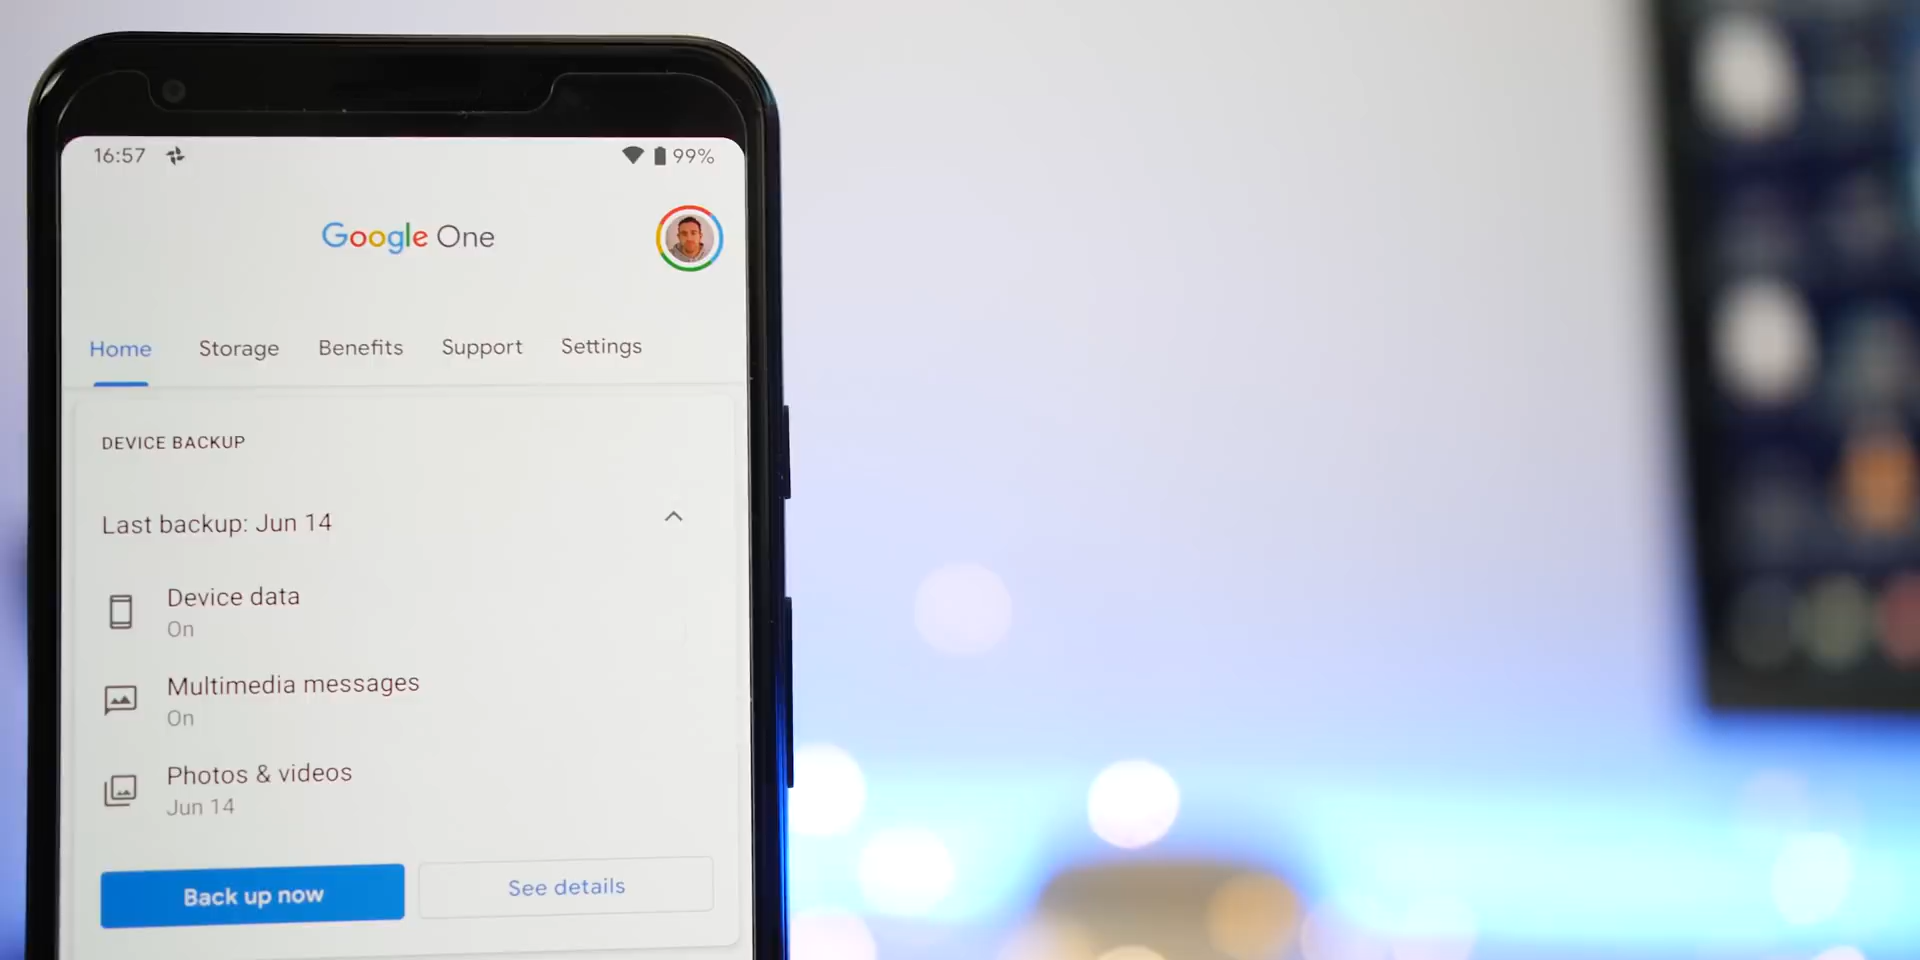 16:57 99%
Google One
Home Storage Benefits Support Settings
DEVICE BACKUP
Last backup: Jun 14
Device data
On
Multimedia messages
On
Photos & videos
Jun 14
Back up now See details